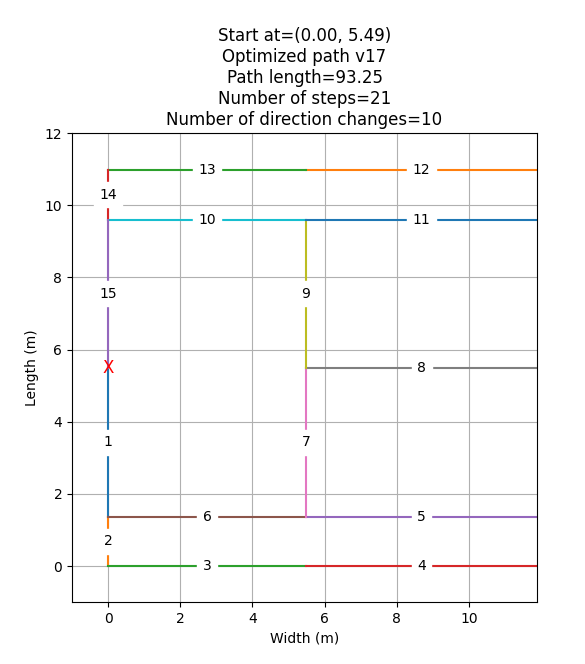 Start at=(0.00, 5.49)
Optimized path v17
Path length=93.25
Number of steps=21
Number of direction changes=10
12
13
12
14
10
10
11
8
15
9
Length (m)
6
X
8
4
1
7
2
6
5
2
0
3
4
0 2 4 6 8 10
Width (m)